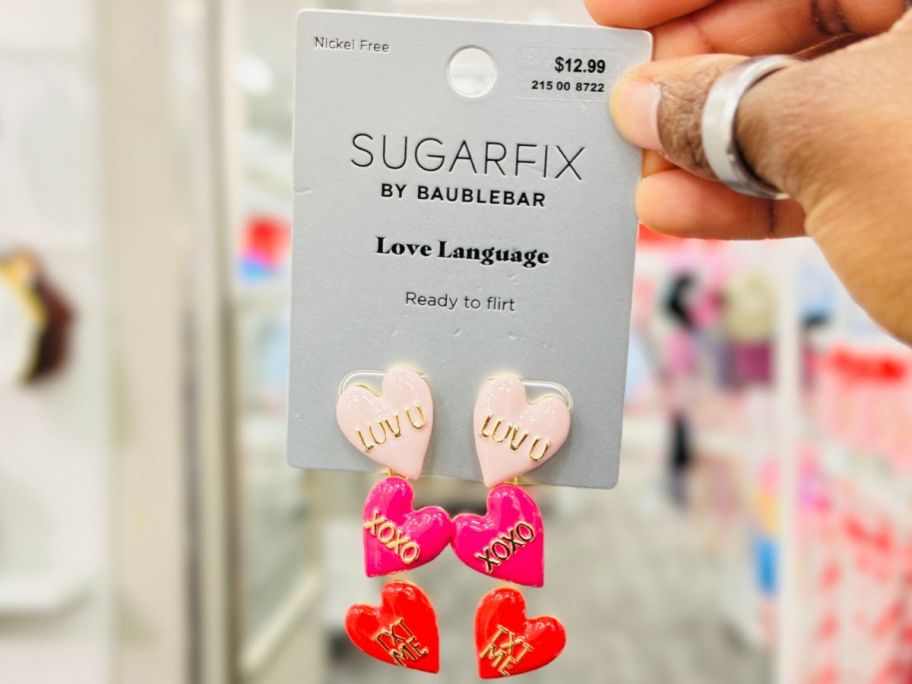 Nickel Free
$12.99
215 00 8722
SUGARFIX
BY BAUBLEBAR
Love Language
Ready to flirt
LUV U
LUV U
XOXO
XOXO
TXT
ME
TXT
ME